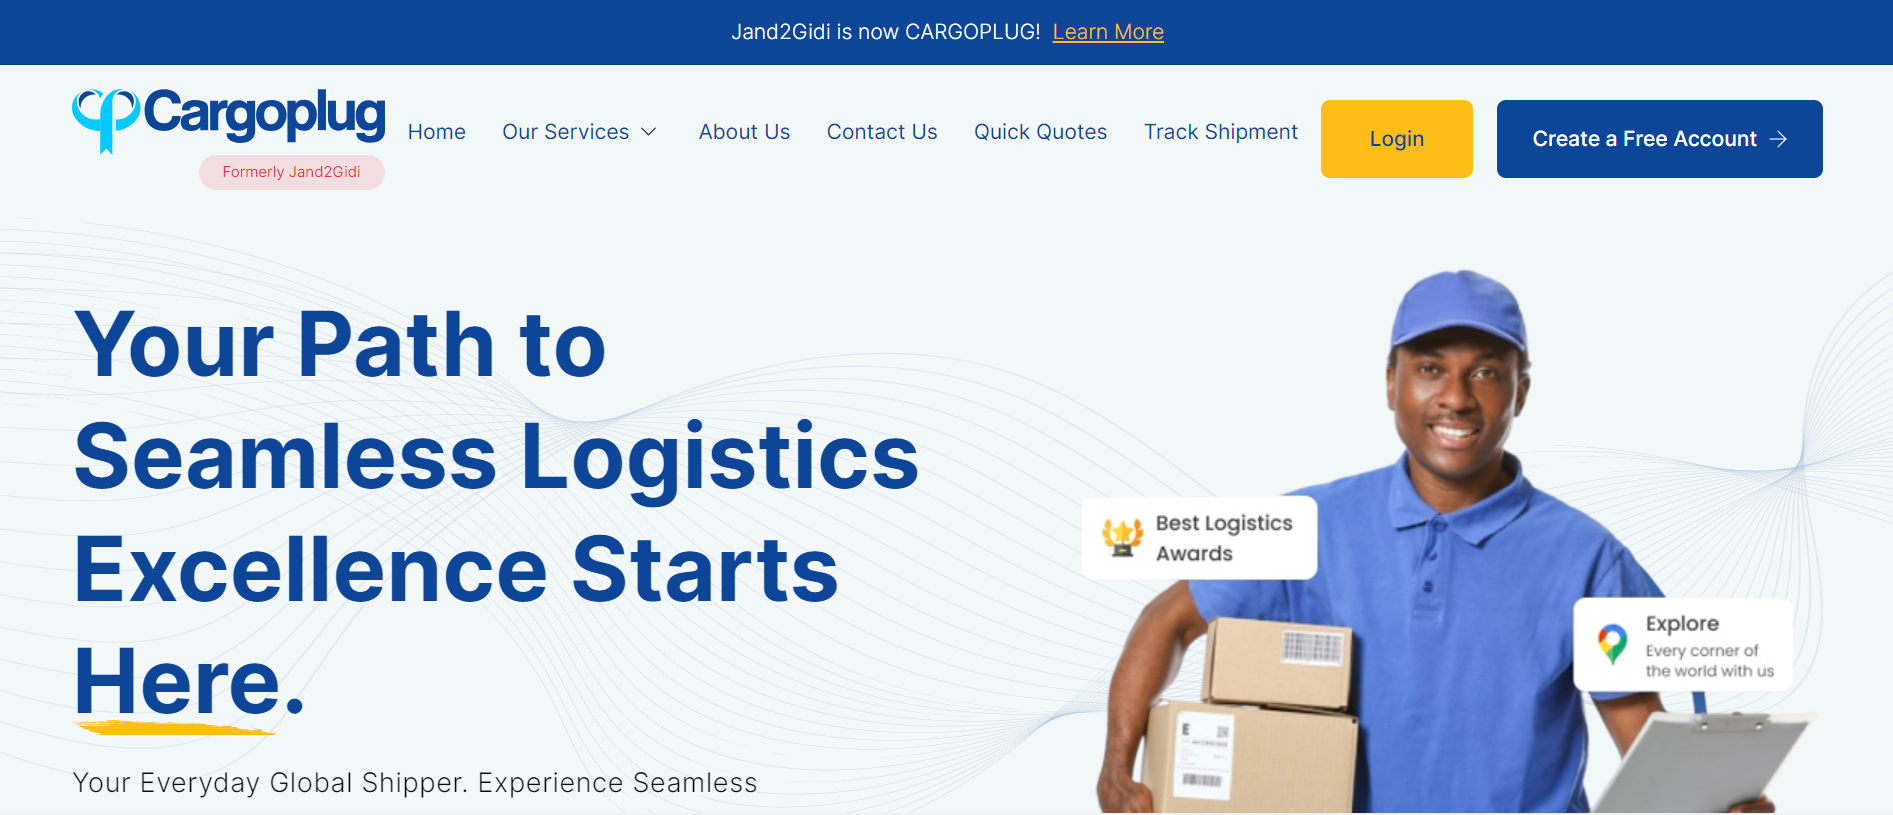 Jand2Gidi is now CARGOPLUG! Learn More
Cargoplug
Formerly Jand2Gidi
Home Our Services About Us Contact Us Quick Quotes Track Shipment Login Create a Free Account
Your Path to
Seamless Logistics
Excellence Starts
Here.
Your Everyday Global Shipper. Experience Seamless
Best Logistics
Awards
Explore
Every corner of
the world with us
E